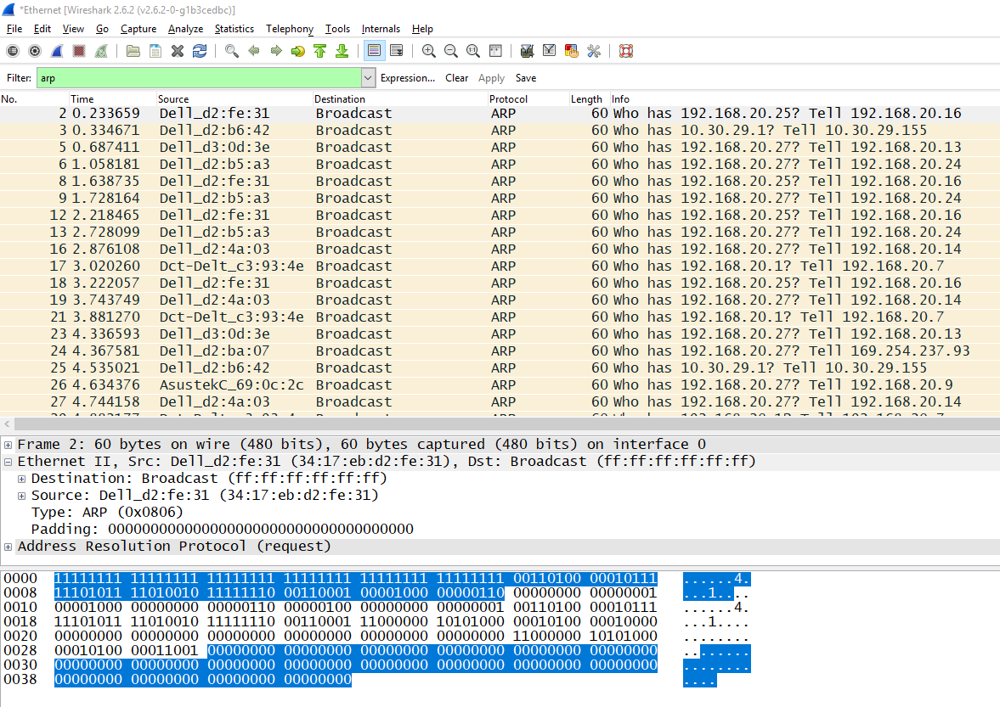 *Ethernet [Wireshark 2.6.2 (v2.6.2-0-g1b3cedbc)]
File Edit View Go Capture Analyze Statistics Telephony Tools Internals Help
Filter: arp Expression... Clear Apply Save
No. Time Source Destination Protocol Length Info
2 0.233659 Dell_d2:fe:31 Broadcast ARP 60 Who has 192.168.20.25? Tell 192.168.20.16
3 0.334671 Dell_d2:b6:42 Broadcast ARP 60 Who has 10.30.29.1? Tell 10.30.29.155
5 0.687411 Dell_d3:0d:3e Broadcast ARP 60 Who has 192.168.20.27? Tell 192.168.20.13
6 1.058181 Dell_d2:b5:a3 Broadcast ARP 60 Who has 192.168.20.27? Tell 192.168.20.24
8 1.638735 Dell_d2:fe:31 Broadcast ARP 60 Who has 192.168.20.25? Tell 192.168.20.16
9 1.728164 Dell_d2:b5:a3 Broadcast ARP 60 Who has 192.168.20.27? Tell 192.168.20.24
12 2.218465 Dell_d2:fe:31 Broadcast ARP 60 Who has 192.168.20.25? Tell 192.168.20.16
13 2.728099 Dell_d2:b5:a3 Broadcast ARP 60 Who has 192.168.20.27? Tell 192.168.20.24
16 2.876108 Dell_d2:4a:03 Broadcast ARP 60 Who has 192.168.20.27? Tell 192.168.20.14
17 3.020260 Dct-Delt_c3:93:4e Broadcast ARP 60 Who has 192.168.20.1? Tell 192.168.20.7
18 3.222057 Dell_d2:fe:31 Broadcast ARP 60 Who has 192.168.20.25? Tell 192.168.20.16
19 3.743749 Dell_d2:4a:03 Broadcast ARP 60 Who has 192.168.20.27? Tell 192.168.20.14
21 3.881270 Dct-Delt_c3:93:4e Broadcast ARP 60 Who has 192.168.20.1? Tell 192.168.20.7
23 4.336593 Dell_d3:0d:3e Broadcast ARP 60 Who has 192.168.20.27? Tell 192.168.20.13
24 4.367581 Dell_d2:ba:07 Broadcast ARP 60 Who has 192.168.20.27? Tell 169.254.237.93
25 4.535021 Dell_d2:b6:42 Broadcast ARP 60 Who has 10.30.29.1? Tell 10.30.29.155
26 4.634376 AsustekC_69:0c:2c Broadcast ARP 60 Who has 192.168.20.27? Tell 192.168.20.9
27 4.744158 Dell_d2:4a:03 Broadcast ARP 60 Who has 192.168.20.27? Tell 192.168.20.14
Frame 2: 60 bytes on wire (480 bits), 60 bytes captured (480 bits) on interface 0
Ethernet II, Src: Dell_d2:fe:31 (34:17:eb:d2:fe:31), Dst: Broadcast (ff:ff:ff:ff:ff:ff)
Destination: Broadcast (ff:ff:ff:ff:ff:ff)
Source: Dell_d2:fe:31 (34:17:eb:d2:fe:31)
Type: ARP (0x0806)
Padding: 000000000000000000000000000000000000
Address Resolution Protocol (request)
0000 11111111 11111111 11111111 11111111 11111111 11111111 00110100 00010111 ......4.
0008 11101011 11010010 11111110 00110001 00001000 00000110 00000000 00000001 ...1....
0010 00001000 00000000 00000110 00000100 00000000 00000001 00110100 00010111 ......4.
0018 11101011 11010010 11111110 00110001 11000000 10101000 00010100 00010000 ...1....
0020 00000000 00000000 00000000 00000000 00000000 00000000 11000000 10101000 ........
0028 00010100 00011001 00000000 00000000 00000000 00000000 00000000 00000000 ........
0030 00000000 00000000 00000000 00000000 00000000 00000000 00000000 00000000 ........
0038 00000000 00000000 00000000 00000000 ....